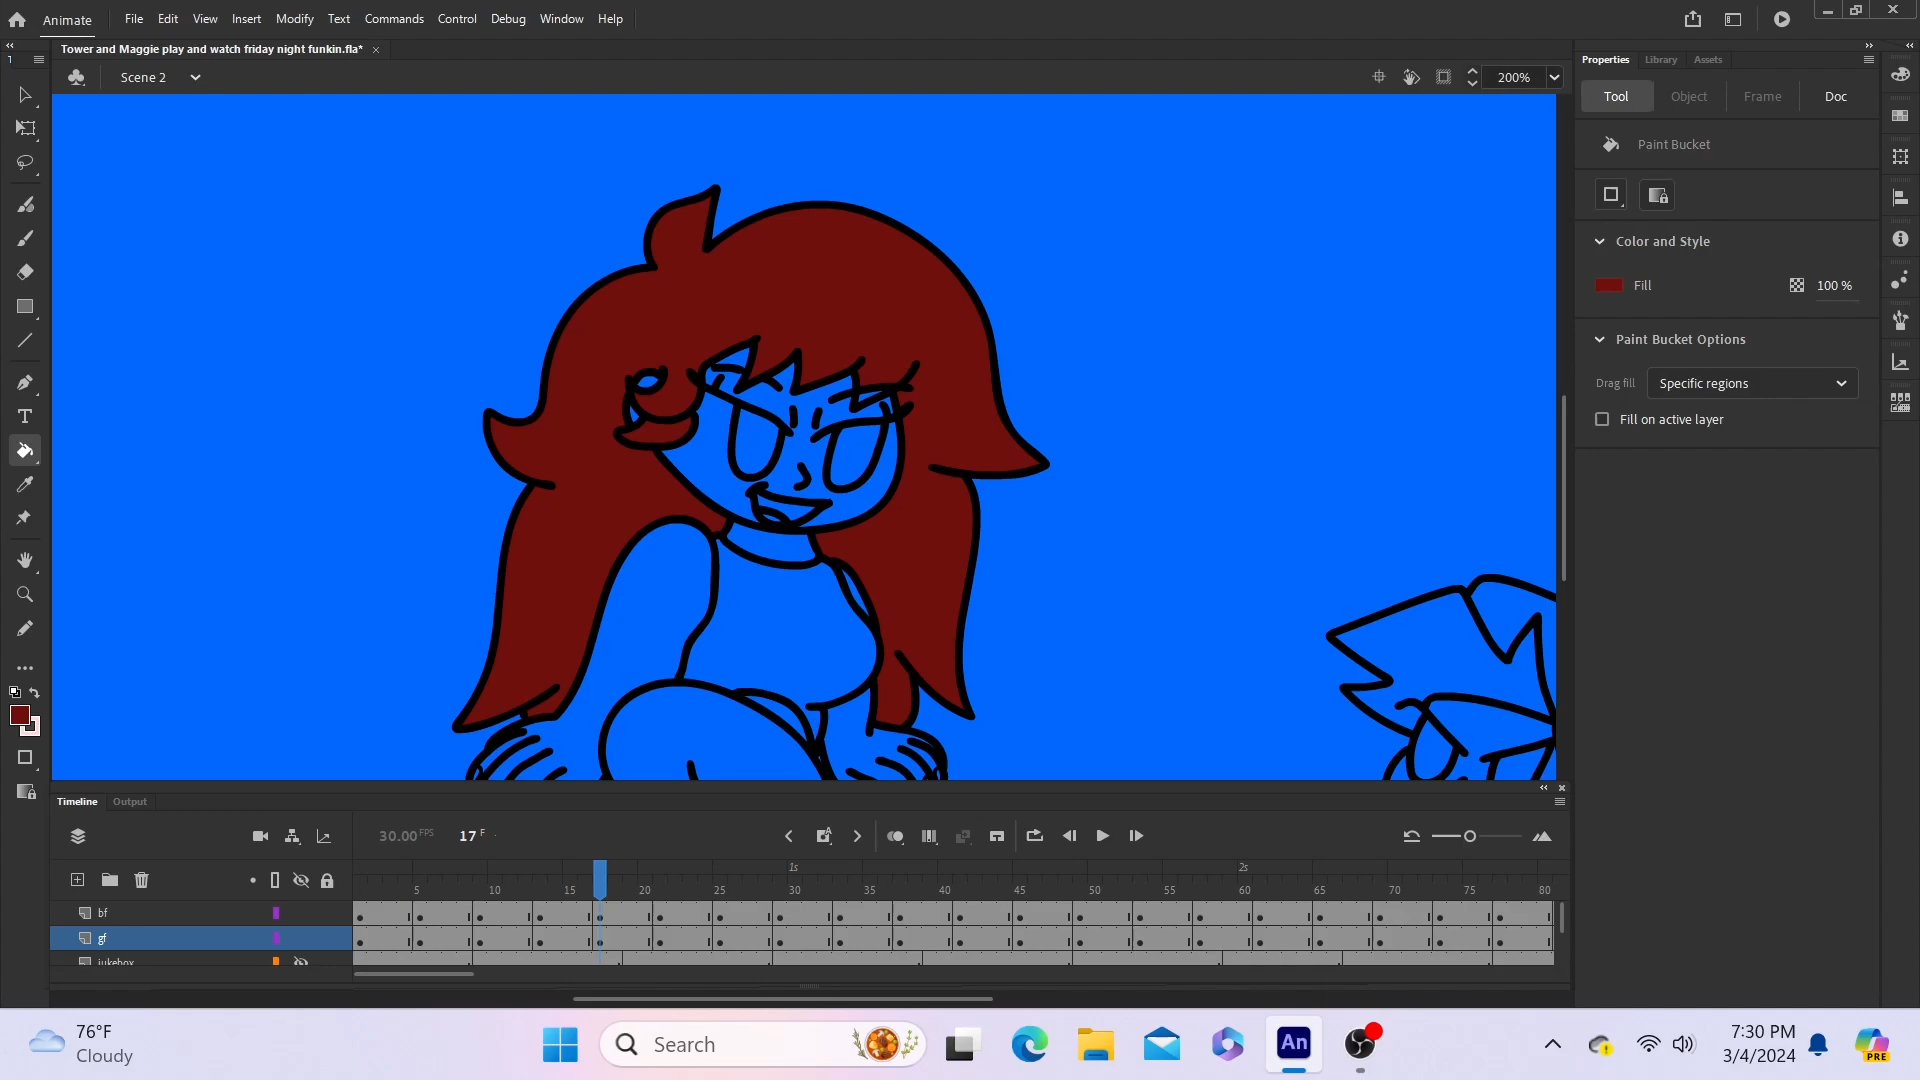 Animate File Edit View Insert Modify Text Commands Control Debug Window Help
Tower and Maggie play and watch friday night funkin.fla* ×
1
Scene 2
200%
Properties Library Assets
Tool Object Frame Doc
Paint Bucket
Color and Style
Fill 100 %
Paint Bucket Options
Drag fill Specific regions
Fill on active layer
Timeline Output
30.00 FPS 17 F
1s 2s
5 10 15 20 25 30 35 40 45 50 55 60 65 70 75 80
bf
gf
jukebox
76°F
Cloudy
Search
An
7:30 PM
3/4/2024
PRE